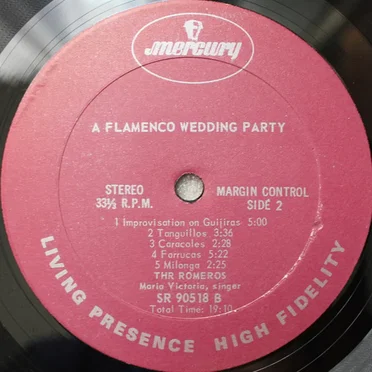 mercury
A FLAMENCO WEDDING PARTY
STEREO
33⅓ R.P.M.
MARGIN CONTROL
SIDE 2
1 Improvisation on Guijiras 5:00
2 Tanguillos 3:36
3 Caracoles 2:28
4 Farrucas 5:22
5 Milonga 2:25
THR ROMEROS
Maria Victoria, singer
SR 90518 B
Total Time: 19:10
LIVING PRESENCE HIGH FIDELITY